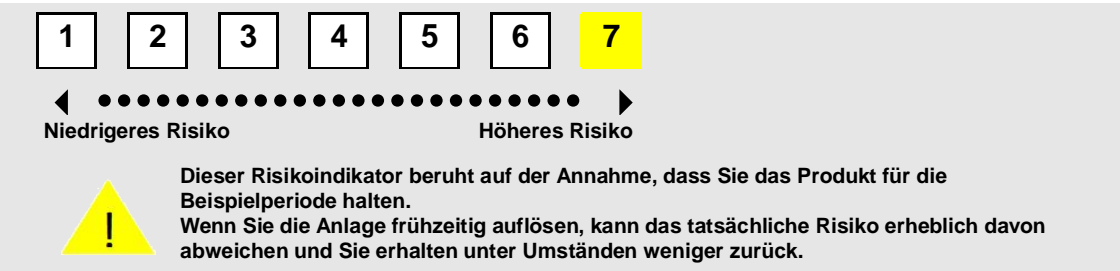 1 2 3 4 5 6 7
Niedrigeres Risiko Höheres Risiko
Dieser Risikoindikator beruht auf der Annahme, dass Sie das Produkt für die
Beispielperiode halten.
Wenn Sie die Anlage frühzeitig auflösen, kann das tatsächliche Risiko erheblich davon
abweichen und Sie erhalten unter Umständen weniger zurück.
!